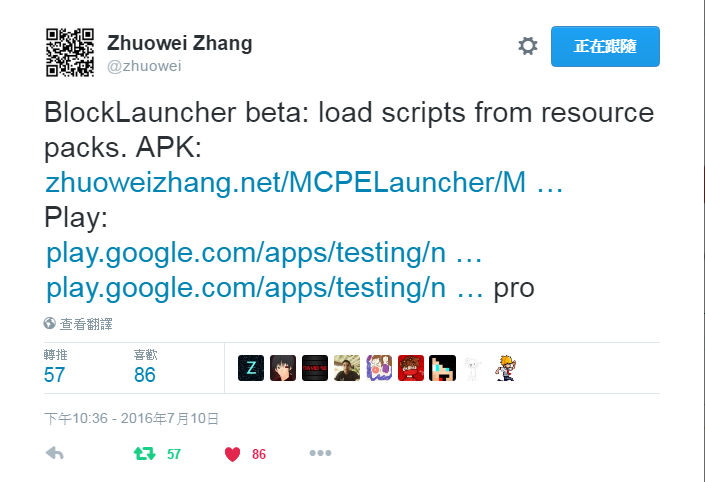 Zhuowei Zhang
@zhuowei
正在跟隨
BlockLauncher beta: load scripts from resource
packs. APK:
zhuoweizhang.net/MCPELauncher/M …
Play:
play.google.com/apps/testing/n …
play.google.com/apps/testing/n … pro
查看翻譯
轉推
喜歡
57
86
Z
下午10:36 - 2016年7月10日
57
86